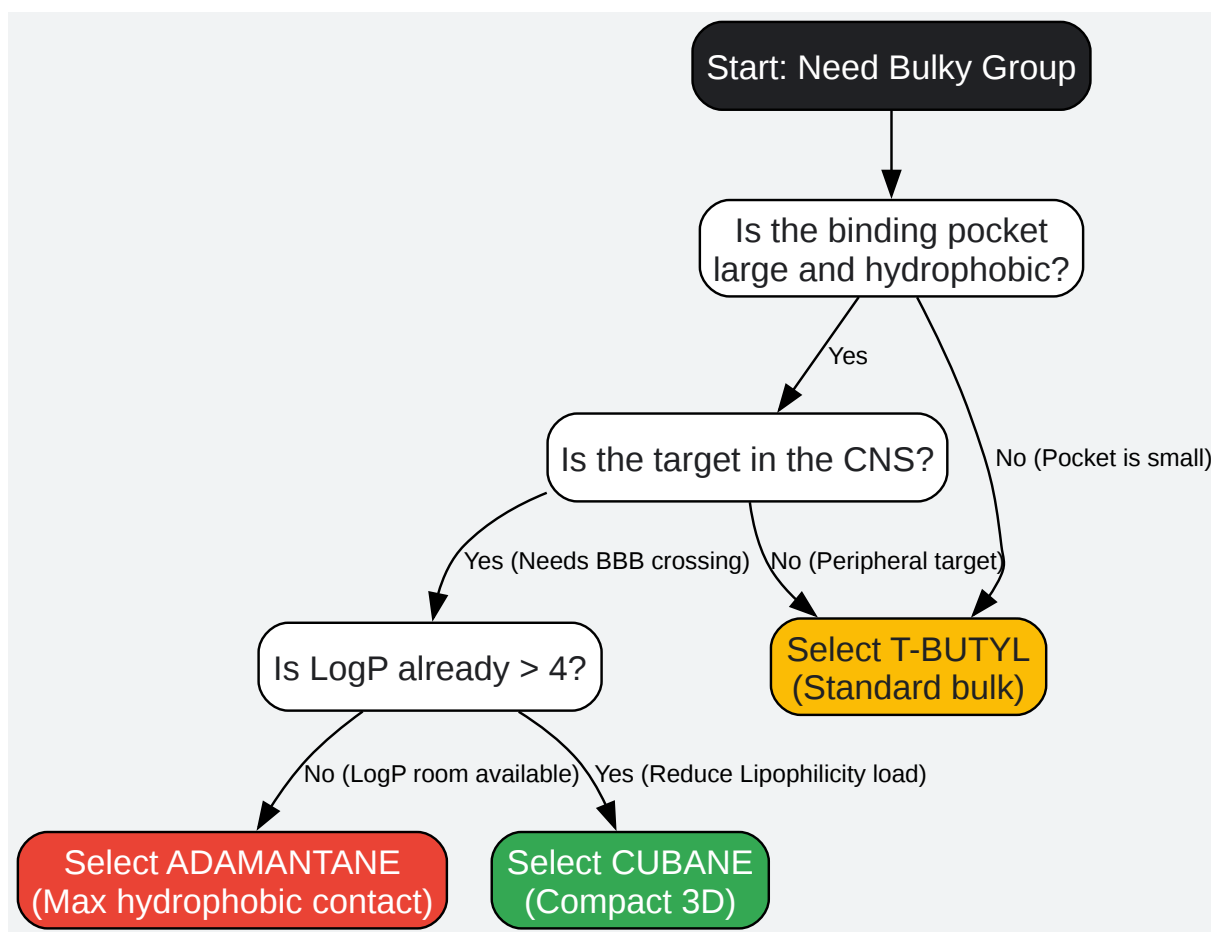 Start: Need Bulky Group
Is the binding pocket
large and hydrophobic?
Yes
No (Pocket is small)
Is the target in the CNS?
Yes (Needs BBB crossing)
No (Peripheral target)
Is LogP already > 4?
Select T-BUTYL
(Standard bulk)
No (LogP room available)
Yes (Reduce Lipophilicity load)
Select ADAMANTANE
(Max hydrophobic contact)
Select CUBANE
(Compact 3D)